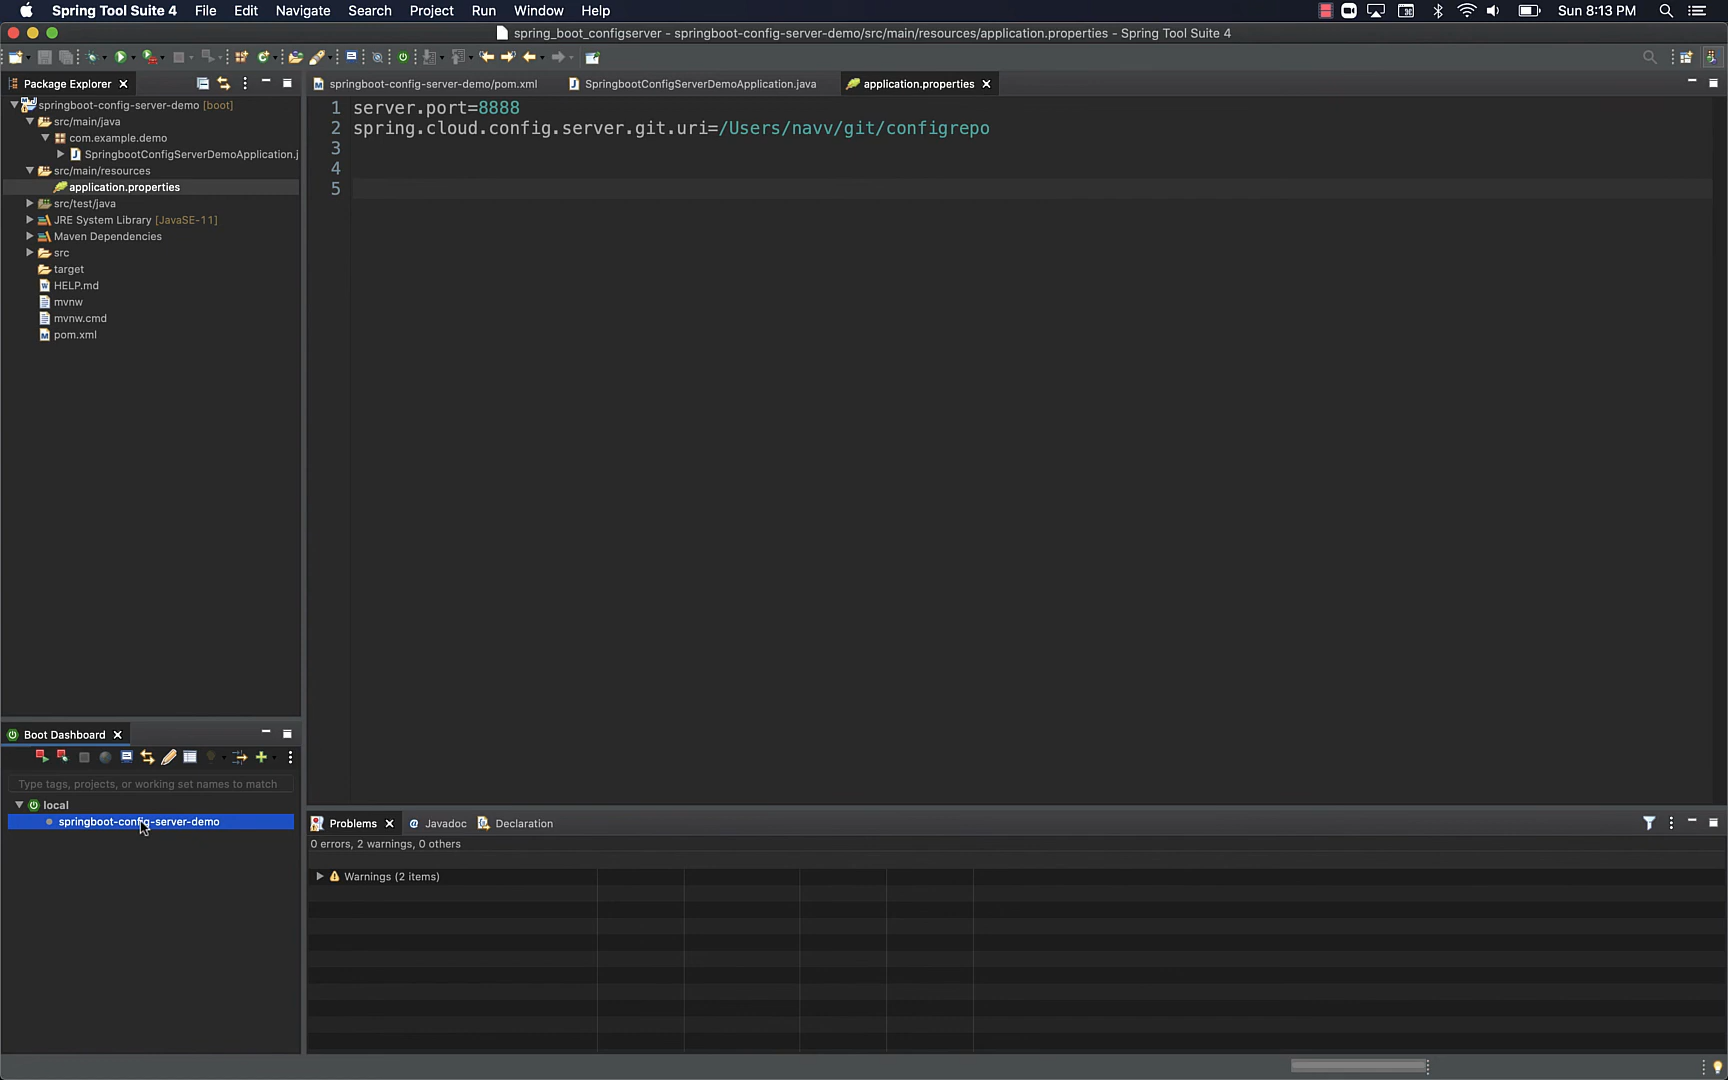 Spring Tool Suite 4 File Edit Navigate Search Project Run Window Help Sun 8:13 PM
spring_boot_configserver - springboot-config-server-demo/src/main/resources/application.properties - Spring Tool Suite 4
Package Explorer
springboot-config-server-demo [boot]
src/main/java
com.example.demo
SpringbootConfigServerDemoApplication.j
src/main/resources
application.properties
src/test/java
JRE System Library [JavaSE-11]
Maven Dependencies
src
target
HELP.md
mvnw
mvnw.cmd
pom.xml
springboot-config-server-demo/pom.xml SpringbootConfigServerDemoApplication.java application.properties
1 server.port=8888
2 spring.cloud.config.server.git.uri=/Users/navv/git/configrepo
3
4
5
Boot Dashboard
Type tags, projects, or working set names to match
local
springboot-config-server-demo
Problems Javadoc Declaration
0 errors, 2 warnings, 0 others
Warnings (2 items)